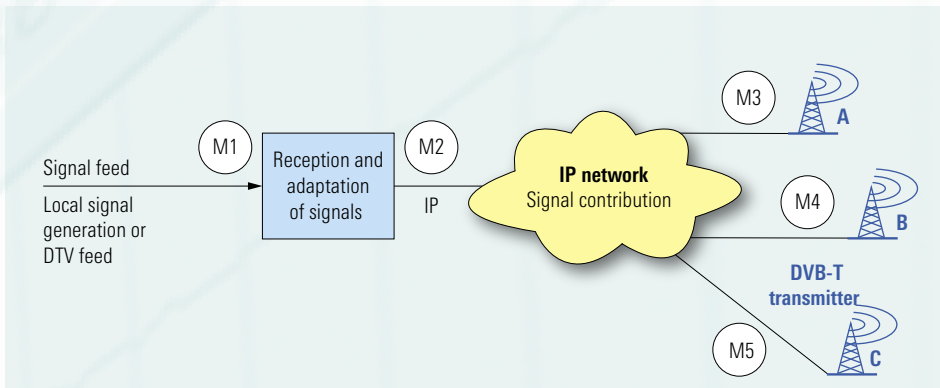 M3
A
M1
M2
Signal feed
Reception and
adaptation
of signals
IP network
Signal contribution
M4
B
Local signal
generation or
DTV feed
IP
DVB-T
transmitter
M5
C